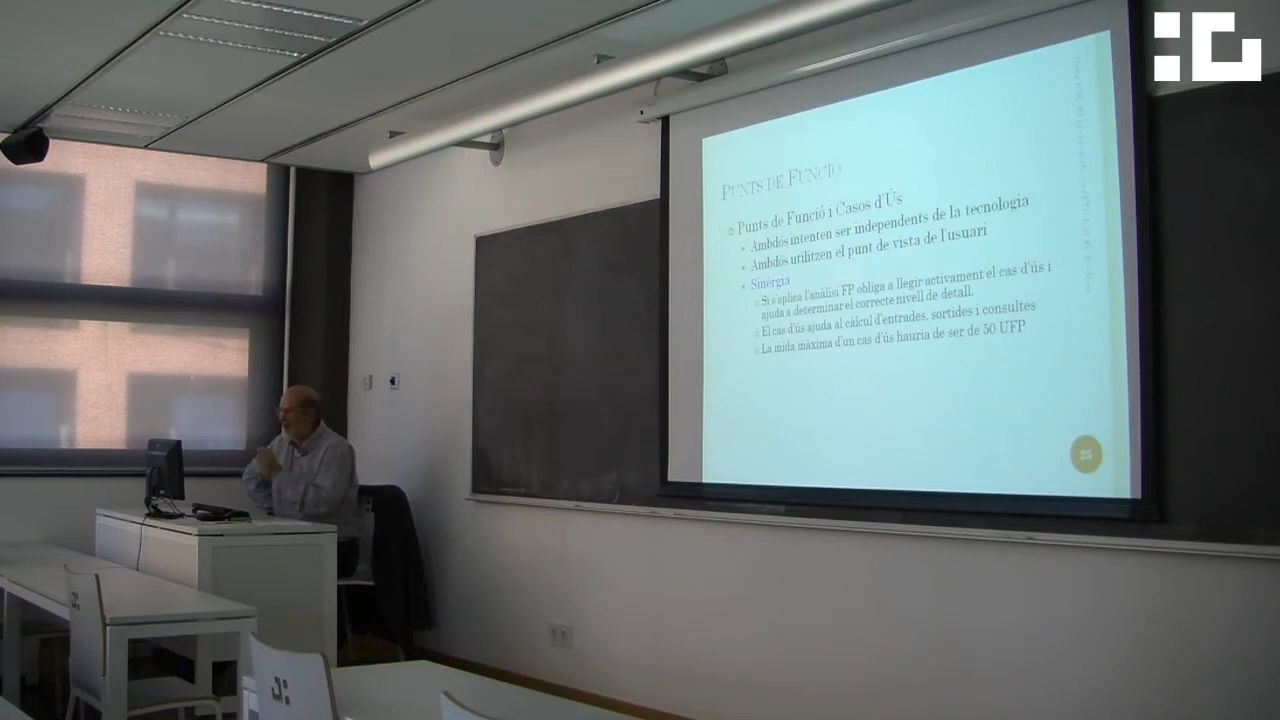 PUNTS DE FUNCIÓ
Punts de Funció i Casos d'Ús
Ambdós intenten ser independents de la tecnologia
Ambdós utilitzen el punt de vista de l'usuari
Sinèrgia
Si s'aplica l'anàlisi FP obliga a llegir activament el cas d'ús i
ajuda a determinar el correcte nivell de detall.
El cas d'ús ajuda al càlcul d'entrades, sortides i consultes
La mida màxima d'un cas d'ús hauria de ser de 50 UFP
25